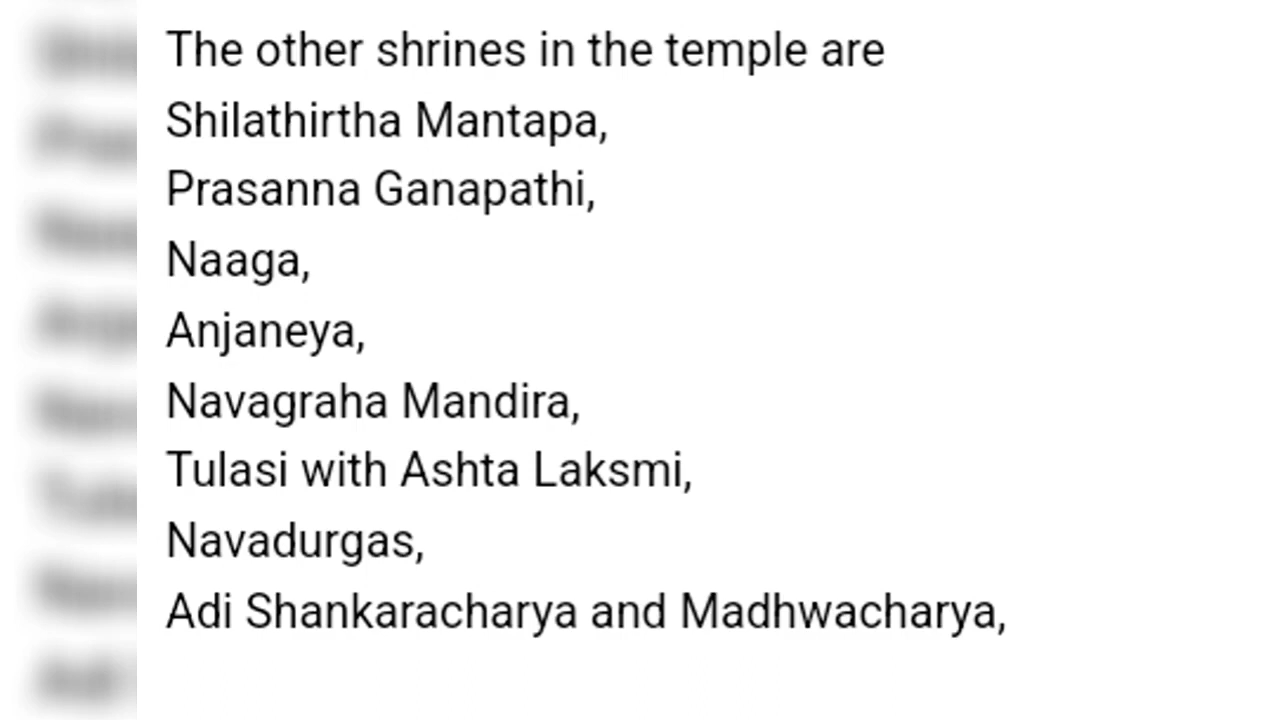 The other shrines in the temple are
Shilathirtha Mantapa,
Prasanna Ganapathi,
Naaga,
Anjaneya,
Navagraha Mandira,
Tulasi with Ashta Laksmi,
Navadurgas,
Adi Shankaracharya and Madhwacharya,